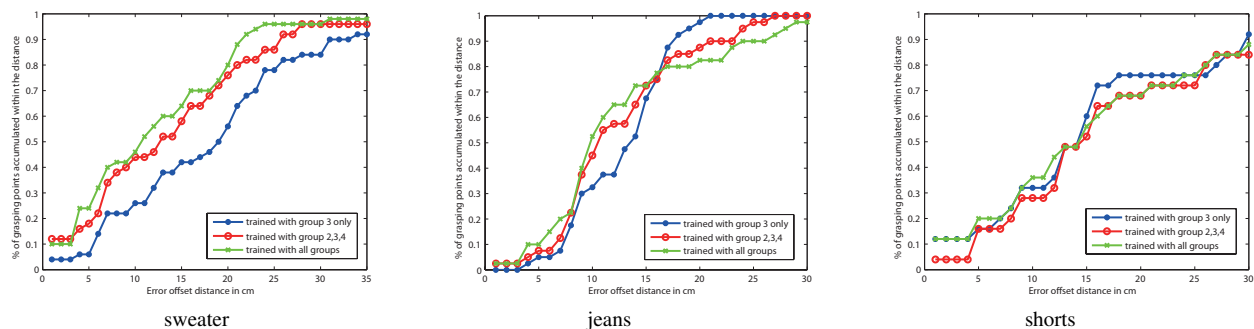 % of grasping points accumulated within the distance
1
0.9
0.8
0.7
0.6
0.5
0.4
0.3
0.2
0.1
0
0 5 10 15 20 25 30 35
Error offset distance in cm
trained with group 3 only
trained with group 2,3,4
trained with all groups
sweater
% of grasping points accumulated within the distance
1
0.9
0.8
0.7
0.6
0.5
0.4
0.3
0.2
0.1
0
0 5 10 15 20 25 30
Error offset distance in cm
trained with group 3 only
trained with group 2,3,4
trained with all groups
jeans
% of grasping points accumulated within the distance
1
0.9
0.8
0.7
0.6
0.5
0.4
0.3
0.2
0.1
0
0 5 10 15 20 25 30
Error offset distance in cm
trained with group 3 only
trained with group 2,3,4
trained with all groups
shorts